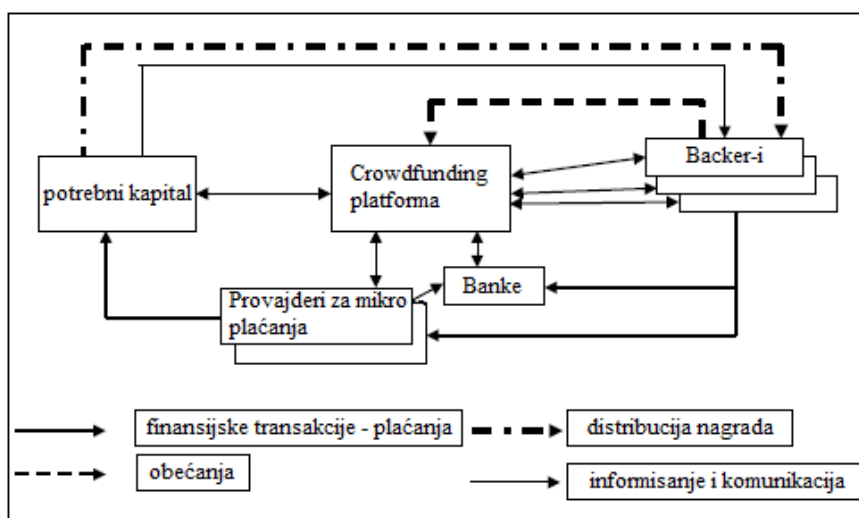 Backer-i
Crowdfunding
platforma
potrebni kapital
Banke
Provajderi za mikro
plaćanja
finansijske transakcije - plaćanja
distribucija nagrada
obećanja
informisanje i komunikacija